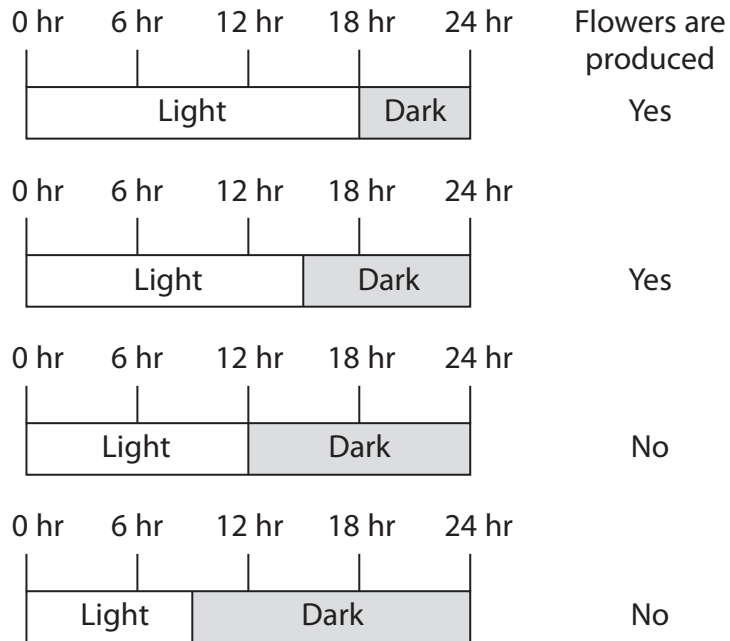 0 hr 6 hr 12 hr 18 hr 24 hr Flowers are
produced
Light Dark Yes
0 hr 6 hr 12 hr 18 hr 24 hr
Light Dark Yes
0 hr 6 hr 12 hr 18 hr 24 hr
Light Dark No
0 hr 6 hr 12 hr 18 hr 24 hr
Light Dark No